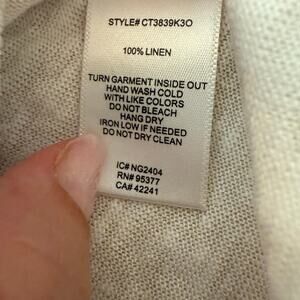 STYLE# CT3839K3O
100% LINEN
TURN GARMENT INSIDE OUT
HAND WASH COLD
WITH LIKE COLORS
DO NOT BLEACH
HANG DRY
IRON LOW IF NEEDED
DO NOT DRY CLEAN
IC# NG2404
RN# 95377
CA# 42241